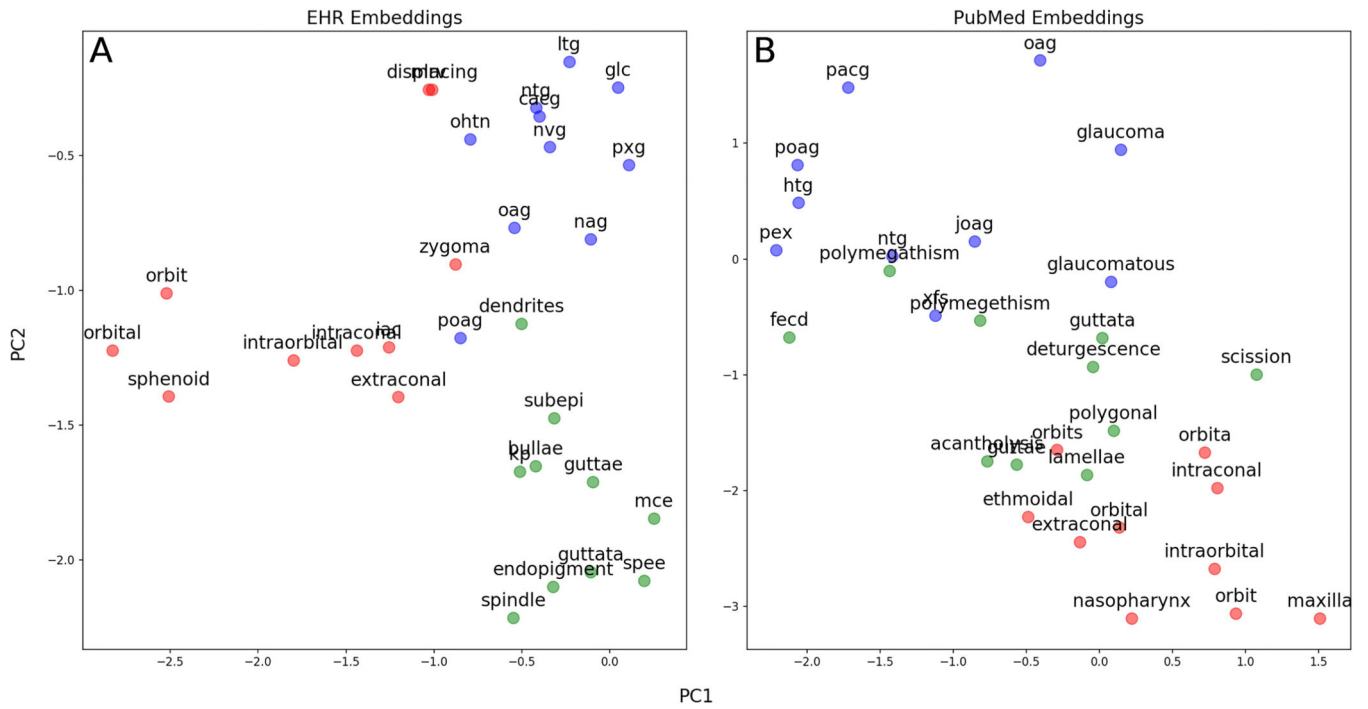 EHR Embeddings
PubMed Embeddings
A
ltg
displacing
glc
ntg
cacg
ohtn
nvg
pxg
oag
nag
zygoma
orbit
dendrites
orbital
intraorbital
intraconal
iac
poag
sphenoid
extraconal
subepi
bullae
kp
guttae
mce
endopigment
guttata
spee
spindle
−0.5
−1.0
−1.5
−2.0
−2.5
−2.0
−1.5
−1.0
−0.5
0.0
PC2
B
oag
pacg
glaucoma
poag
htg
pex
ntg
joag
polymegathism
glaucomatous
xfs
polymegethism
fecd
guttata
deturgescence
scission
polygonal
orbits
orbita
acantholysis
guttae
lamellae
intraconal
ethmoidal
extraconal
orbital
intraorbital
nasopharynx
orbit
maxilla
1
0
−1
−2
−3
−2.0
−1.5
−1.0
−0.5
0.0
0.5
1.0
1.5
PC1